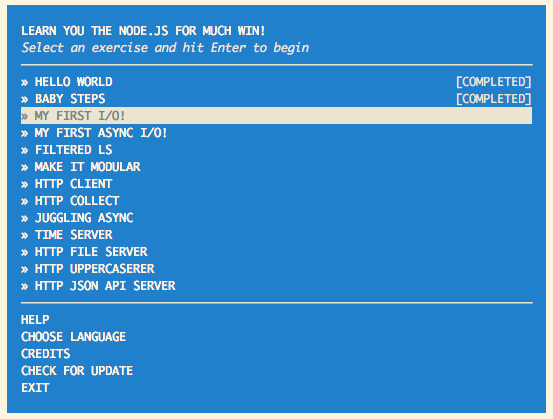 LEARN YOU THE NODE.JS FOR MUCH WIN!
Select an exercise and hit Enter to begin
» HELLO WORLD [COMPLETED]
» BABY STEPS [COMPLETED]
» MY FIRST I/O!
» MY FIRST ASYNC I/O!
» FILTERED LS
» MAKE IT MODULAR
» HTTP CLIENT
» HTTP COLLECT
» JUGGLING ASYNC
» TIME SERVER
» HTTP FILE SERVER
» HTTP UPPERCASERER
» HTTP JSON API SERVER
HELP
CHOOSE LANGUAGE
CREDITS
CHECK FOR UPDATE
EXIT